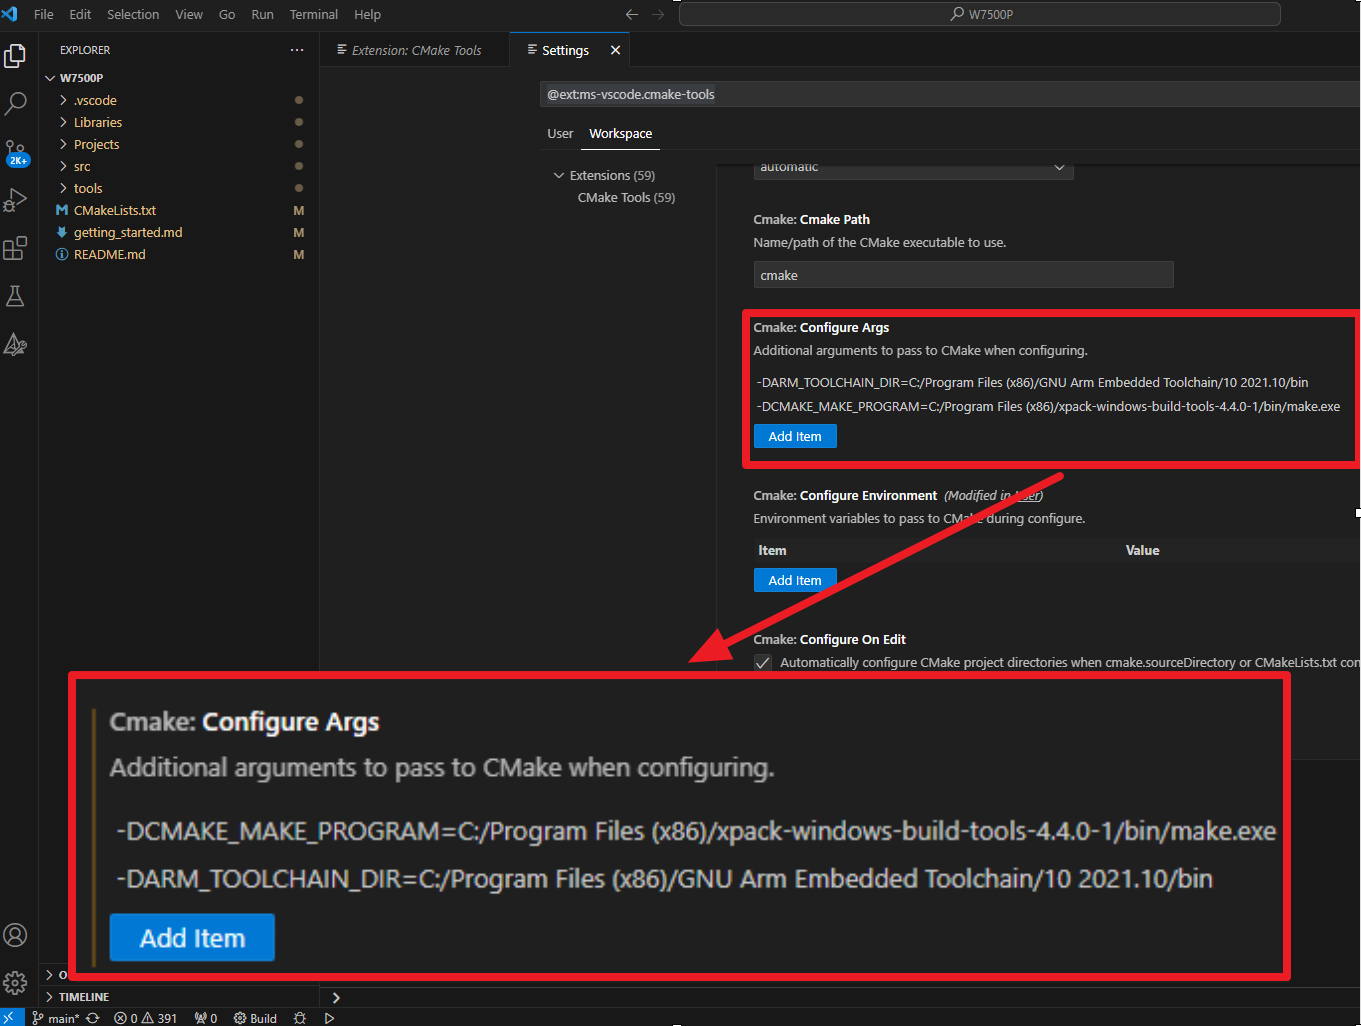 File Edit Selection View Go Run Terminal Help
W7500P
EXPLORER
Extension: CMake Tools
Settings
W7500P
.vscode
Libraries
Projects
src
tools
CMakeLists.txt M
getting_started.md M
README.md M
2K+
@ext:ms-vscode.cmake-tools
User Workspace
Extensions (59)
CMake Tools (59)
automatic
Cmake: Cmake Path
Name/path of the CMake executable to use.
cmake
Cmake: Configure Args
Additional arguments to pass to CMake when configuring.
-DARM_TOOLCHAIN_DIR=C:/Program Files (x86)/GNU Arm Embedded Toolchain/10 2021.10/bin
-DCMAKE_MAKE_PROGRAM=C:/Program Files (x86)/xpack-windows-build-tools-4.4.0-1/bin/make.exe
Add Item
Cmake: Configure Environment (Modified in User)
Environment variables to pass to CMake during configure.
Item Value
Add Item
Cmake: Configure On Edit
Automatically configure CMake project directories when cmake.sourceDirectory or CMakeLists.txt con
Cmake: Configure Args
Additional arguments to pass to CMake when configuring.
-DCMAKE_MAKE_PROGRAM=C:/Program Files (x86)/xpack-windows-build-tools-4.4.0-1/bin/make.exe
-DARM_TOOLCHAIN_DIR=C:/Program Files (x86)/GNU Arm Embedded Toolchain/10 2021.10/bin
Add Item
O
TIMELINE
main* 0 391 0 Build